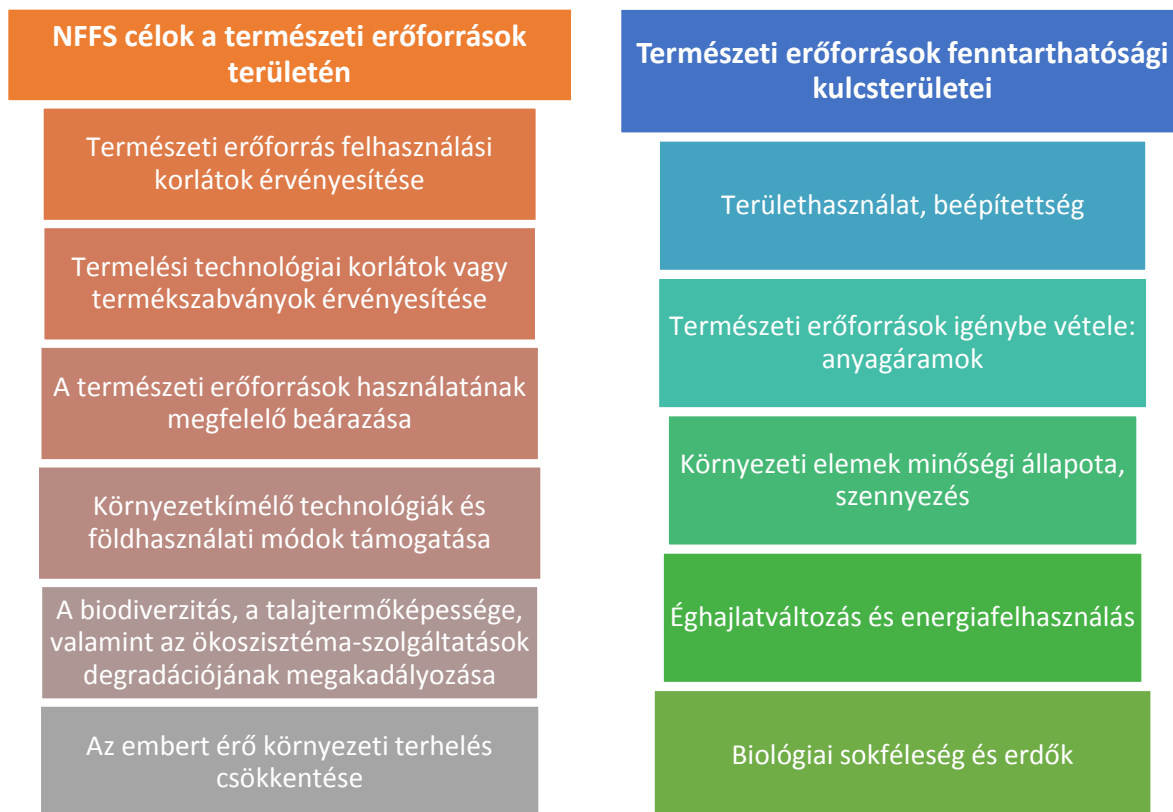 NFFS célok a természeti erőforrások
területén
Természeti erőforrás felhasználási
korlátok érvényesítése
Termelési technológiai korlátok vagy
termékszabványok érvényesítése
A természeti erőforrások használatának
megfelelő beárazása
Környezetkímélő technológiák és
földhasználati módok támogatása
A biodiverzitás, a talajtermőképessége,
valamint az ökoszisztéma-szolgáltatások
degradációjának megakadályozása
Az embert érő környezeti terhelés
csökkentése
Természeti erőforrások fenntarthatósági
kulcsterületei
Területhasználat, beépítettség
Természeti erőforrások igénybe vétele:
anyagáramok
Környezeti elemek minőségi állapota,
szennyezés
Éghajlatváltozás és energiafelhasználás
Biológiai sokféleség és erdők